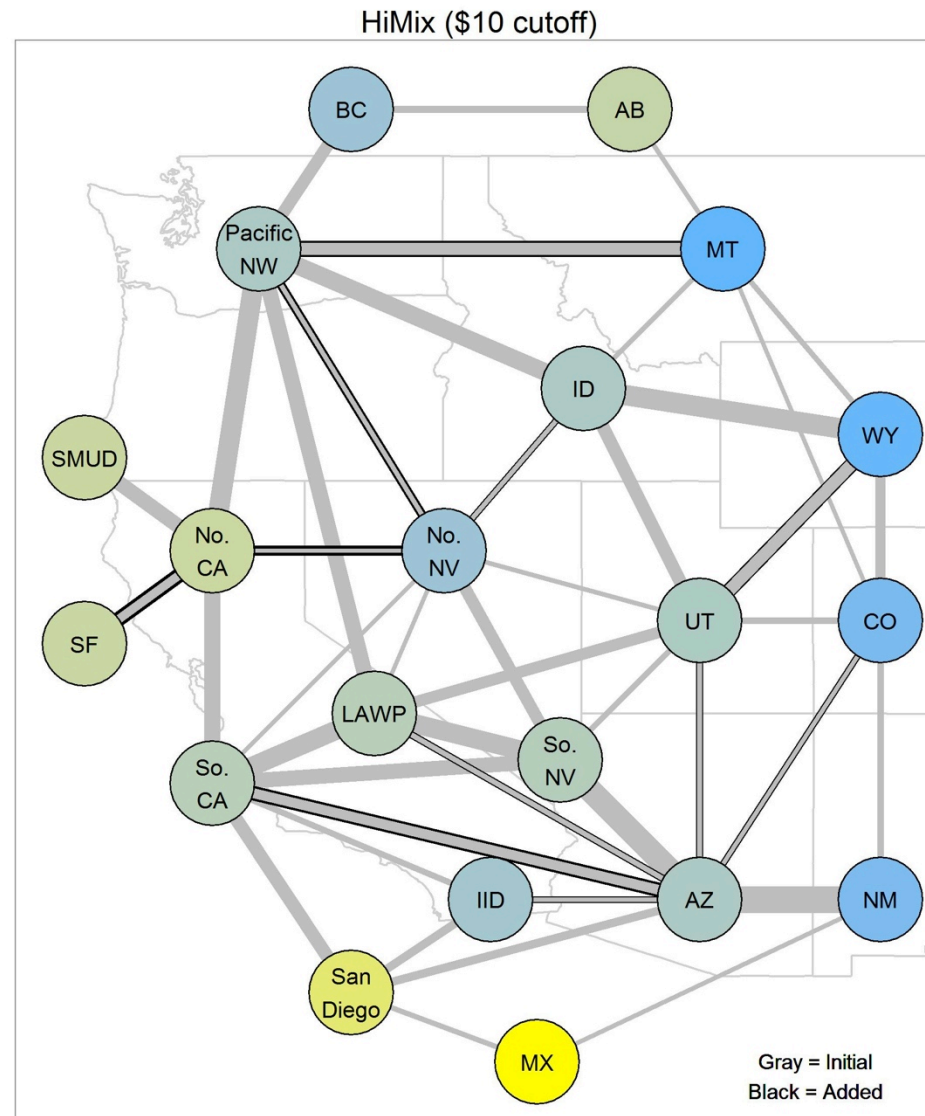 HiMix ($10 cutoff)
BC
AB
Pacific
NW
MT
ID
WY
SMUD
No.
CA
No.
NV
SF
UT
CO
LAWP
So.
NV
So.
CA
IID
AZ
NM
San
Diego
MX
Gray = Initial
Black = Added